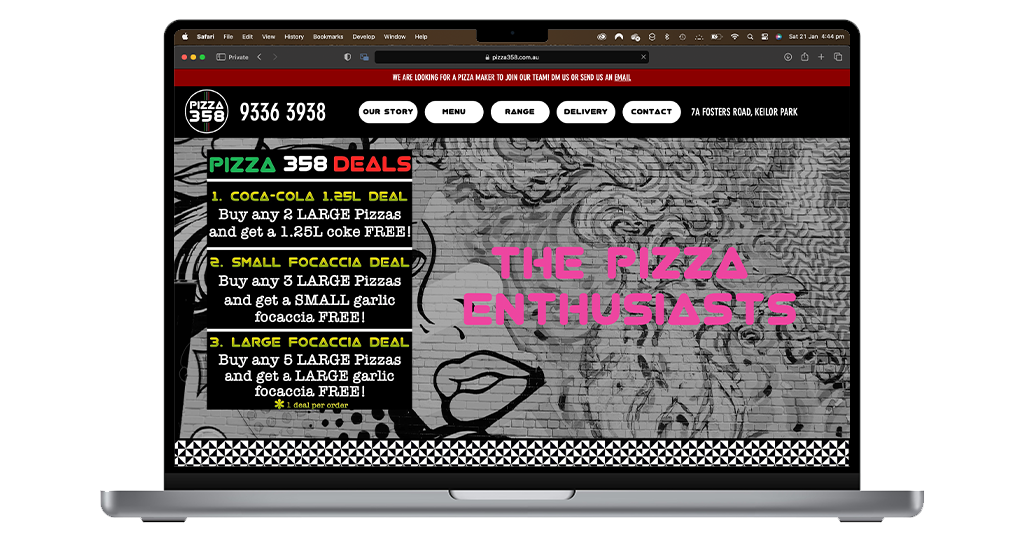 Safari File Edit View History Bookmarks Develop Window Help Sat 21 Jan 4:44 pm
Private pizza358.com.au
WE ARE LOOKING FOR A PIZZA MAKER TO JOIN OUR TEAM! DM US OR SEND US AN EMAIL
PIZZA
358
9336 3938
OUR STORY MENU RANGE DELIVERY CONTACT
7A FOSTERS ROAD, KEILOR PARK
PIZZA 358 DEALS
1. COCA-COLA 1.25L DEAL
Buy any 2 LARGE Pizzas
and get a 1.25L coke FREE!
2. SMALL FOCACCIA DEAL
Buy any 3 LARGE Pizzas
and get a SMALL garlic
focaccia FREE!
3. LARGE FOCACCIA DEAL
Buy any 5 LARGE Pizzas
and get a LARGE garlic
focaccia FREE!
* 1 deal per order
THE PIZZA
ENTHUSIASTS